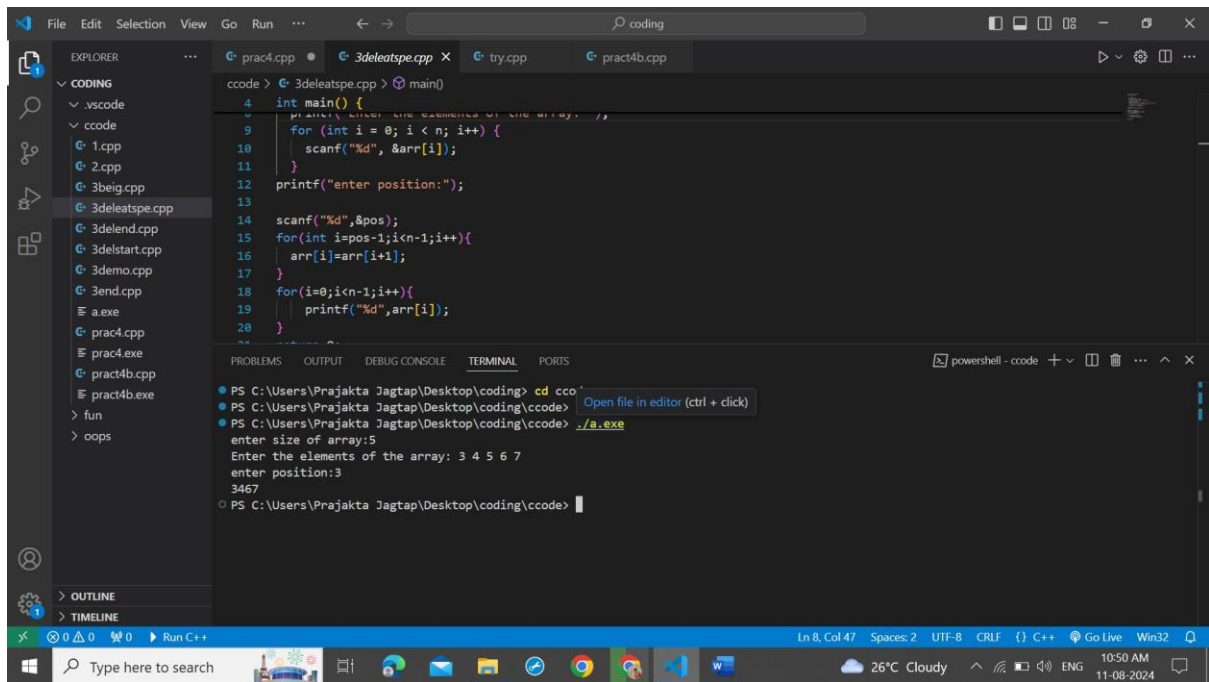 File Edit Selection View Go Run ··· coding
EXPLORER ···
CODING
.vscode
ccode
1.cpp
2.cpp
3beig.cpp
3deleatspe.cpp
3delend.cpp
3delstart.cpp
3demo.cpp
3end.cpp
a.exe
prac4.cpp
prac4.exe
pract4b.cpp
pract4b.exe
fun
oops
OUTLINE
TIMELINE
prac4.cpp 3deleatspe.cpp try.cpp pract4b.cpp
ccode > 3deleatspe.cpp > main()
4 int main() {
printf("Enter the elements of the array: ");
9 for (int i = 0; i < n; i++) {
10 scanf("%d", &arr[i]);
11 }
12 printf("enter position:");
13
14 scanf("%d",&pos);
15 for(int i=pos-1;i<n-1;i++){
16 arr[i]=arr[i+1];
17 }
18 for(i=0;i<n-1;i++){
19 printf("%d",arr[i]);
20 }
PROBLEMS OUTPUT DEBUG CONSOLE TERMINAL PORTS powershell - ccode
PS C:\Users\Prajakta Jagtap\Desktop\coding> cd cco
PS C:\Users\Prajakta Jagtap\Desktop\coding\ccode>
Open file in editor (ctrl + click)
PS C:\Users\Prajakta Jagtap\Desktop\coding\ccode> ./a.exe
enter size of array:5
Enter the elements of the array: 3 4 5 6 7
enter position:3
3467
PS C:\Users\Prajakta Jagtap\Desktop\coding\ccode>
0 0 0 Run C++ Ln 8, Col 47 Spaces: 2 UTF-8 CRLF {} C++ Go Live Win32
Type here to search 26°C Cloudy ENG 10:50 AM
11-08-2024